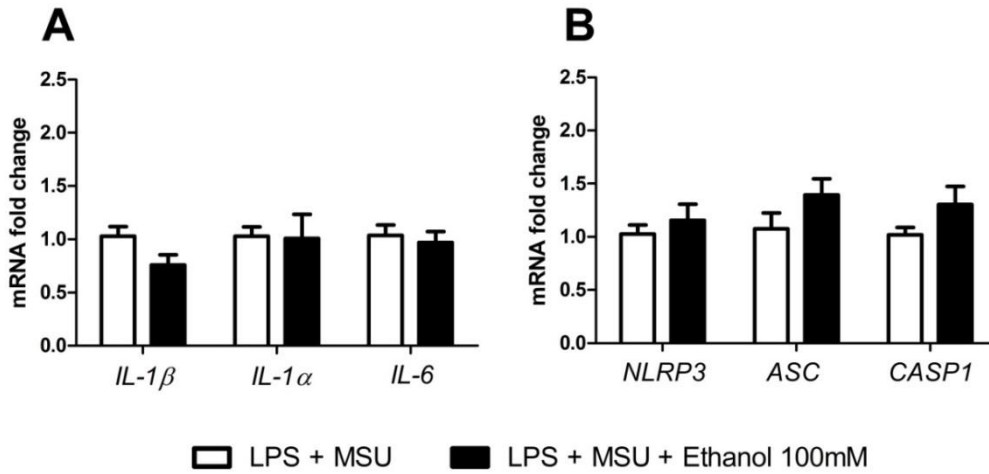 A
mRNA fold change
2.5
2.0
1.5
1.0
0.5
0.0
IL-1β
IL-1α
IL-6
B
mRNA fold change
2.5
2.0
1.5
1.0
0.5
0.0
NLRP3
ASC
CASP1
LPS + MSU
LPS + MSU + Ethanol 100mM